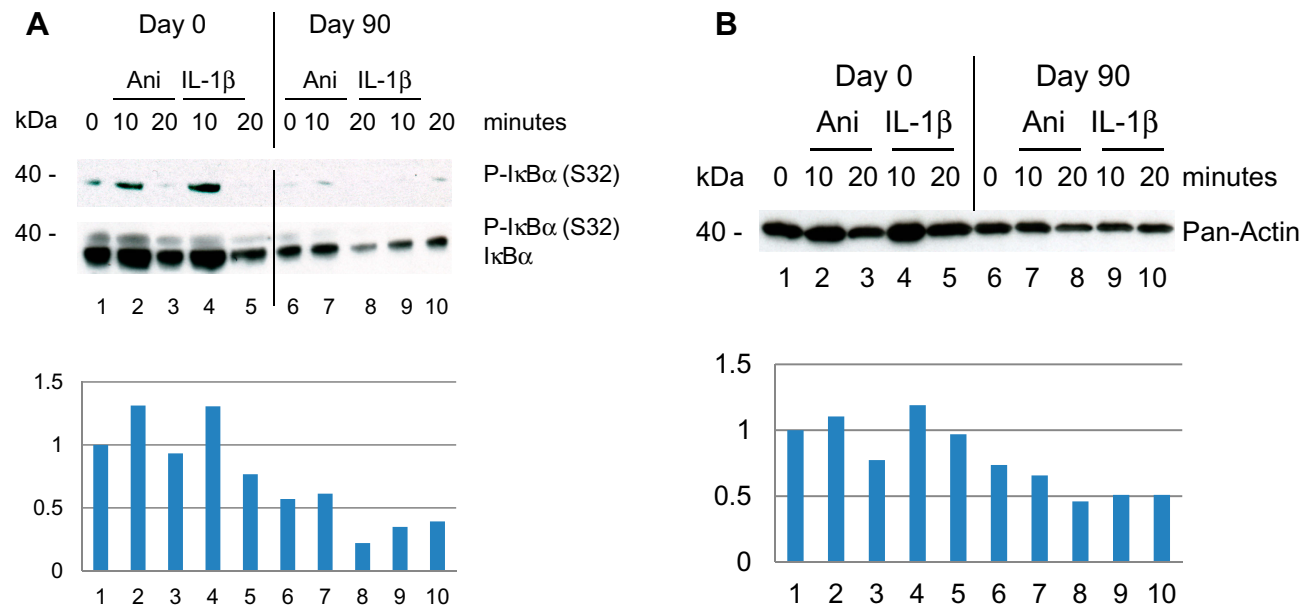 A
Day 0 Day 90
Ani IL-1β Ani IL-1β
kDa 0 10 20 10 20 0 10 20 10 20 minutes
40 - P-IκBα (S32)
40 - P-IκBα (S32)
IκBα
1 2 3 4 5 6 7 8 9 10
1.5
1
0.5
0
1 2 3 4 5 6 7 8 9 10
B
Day 0 Day 90
Ani IL-1β Ani IL-1β
kDa 0 10 20 10 20 0 10 20 10 20 minutes
40 - Pan-Actin
1 2 3 4 5 6 7 8 9 10
1.5
1
0.5
0
1 2 3 4 5 6 7 8 9 10